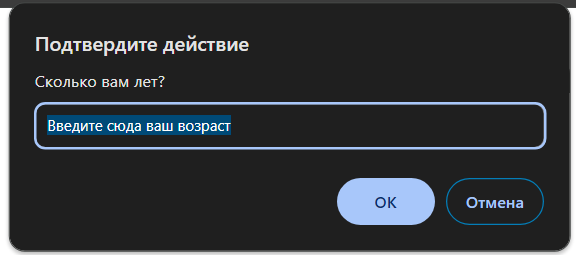 Подтвердите действие
Сколько вам лет?
Введите сюда ваш возраст
ОК
Отмена